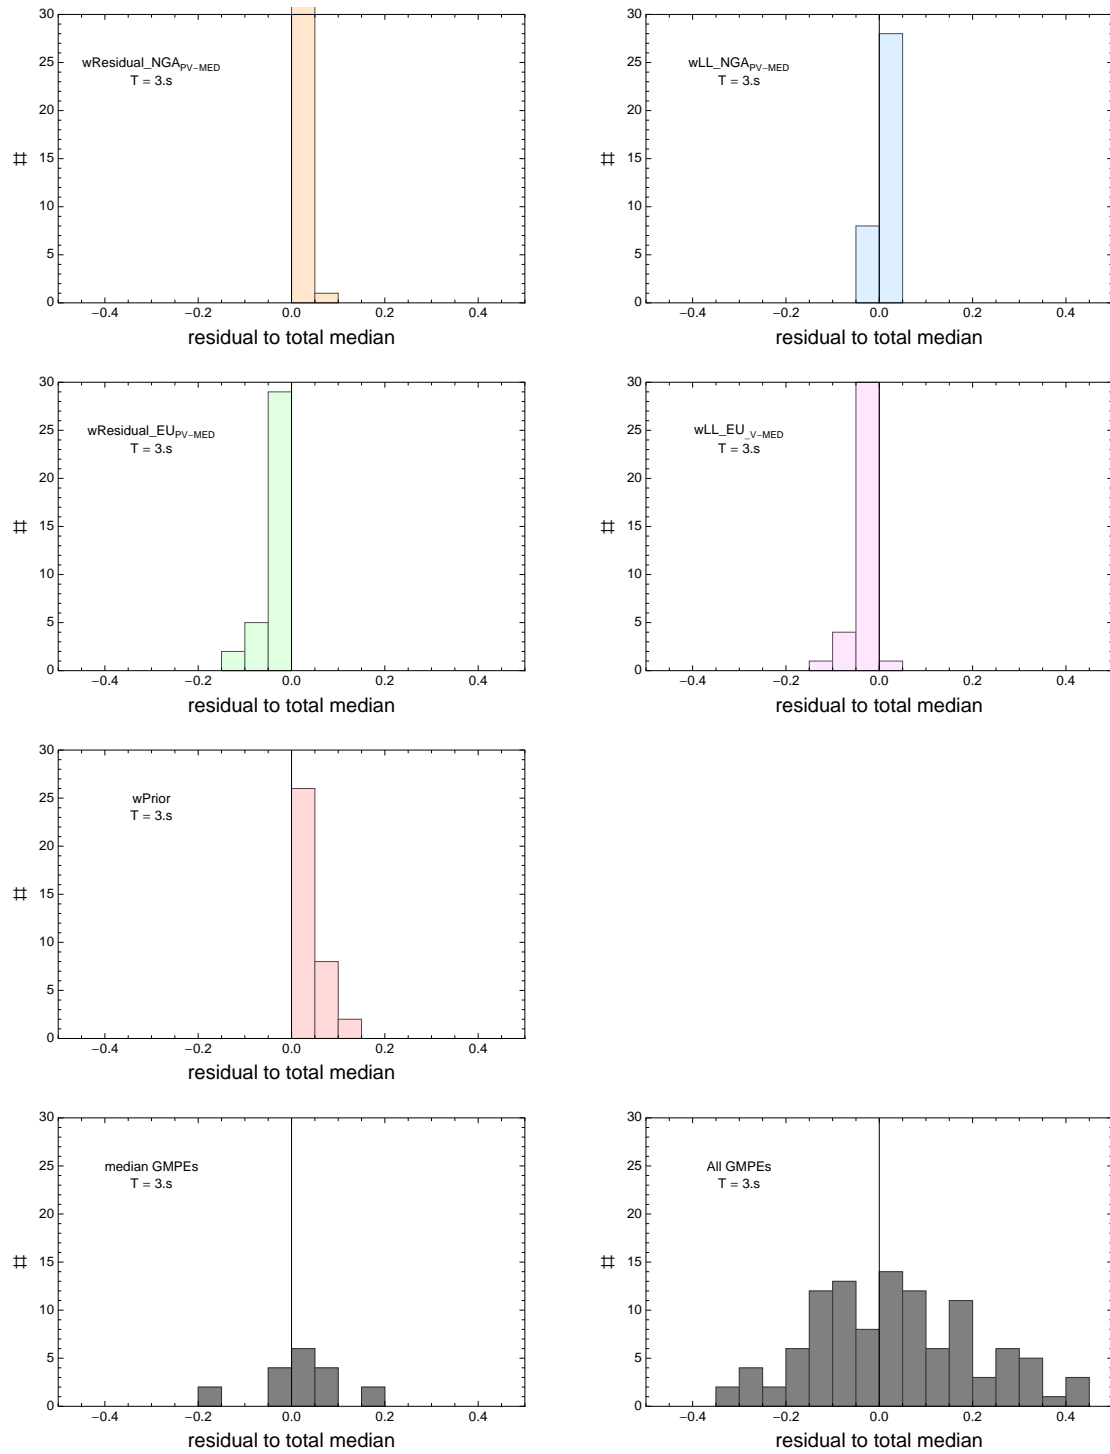 30
25
20
15
10
5
0
#
wResidual_NGA_PV−MED
T = 3.s
−0.4 −0.2 0.0 0.2 0.4
residual to total median
30
25
20
15
10
5
0
#
wLL_NGA_PV−MED
T = 3.s
−0.4 −0.2 0.0 0.2 0.4
residual to total median
30
25
20
15
10
5
0
#
wResidual_EU_PV−MED
T = 3.s
−0.4 −0.2 0.0 0.2 0.4
residual to total median
30
25
20
15
10
5
0
#
wLL_EU_V−MED
T = 3.s
−0.4 −0.2 0.0 0.2 0.4
residual to total median
30
25
20
15
10
5
0
#
wPrior
T = 3.s
−0.4 −0.2 0.0 0.2 0.4
residual to total median
30
25
20
15
10
5
0
#
median GMPEs
T = 3.s
−0.4 −0.2 0.0 0.2 0.4
residual to total median
30
25
20
15
10
5
0
#
All GMPEs
T = 3.s
−0.4 −0.2 0.0 0.2 0.4
residual to total median